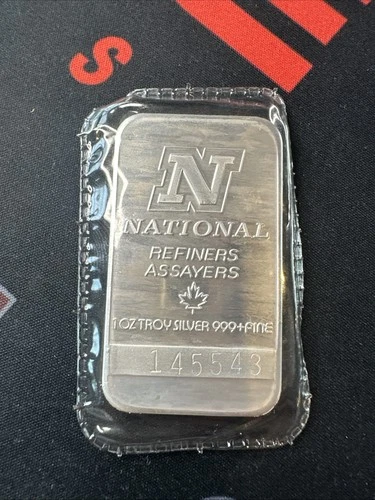 S
N
NATIONAL
REFINERS
ASSAYERS
1 OZ TROY SILVER 999+FINE
145543